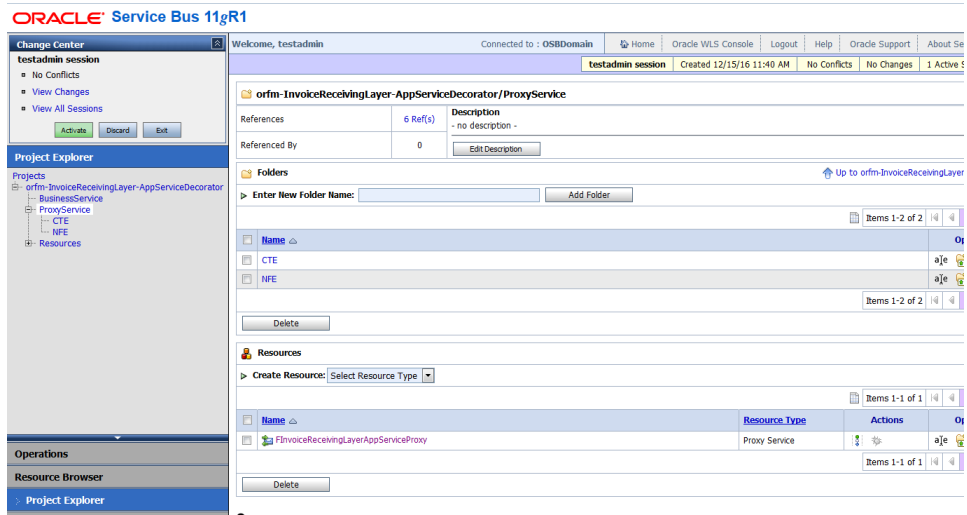 ORACLE Service Bus 11gR1
Change Center
testadmin session
No Conflicts
View Changes
View All Sessions
Activate Discard Exit
Project Explorer
Projects
orfm-InvoiceReceivingLayer-AppServiceDecorator
BusinessService
ProxyService
CTE
NFE
Resources
Operations
Resource Browser
Project Explorer
Welcome, testadmin Connected to : OSBDomain Home Oracle WLS Console Logout Help Oracle Support About Se
testadmin session Created 12/15/16 11:40 AM No Conflicts No Changes 1 Active S
orfm-InvoiceReceivingLayer-AppServiceDecorator/ProxyService
References 6 Ref(s) Description
- no description -
Referenced By 0 Edit Description
Folders Up to orfm-InvoiceReceivingLayer
Enter New Folder Name: Add Folder
Items 1-2 of 2
Name Op
CTE
NFE
Items 1-2 of 2
Delete
Resources
Create Resource: Select Resource Type
Items 1-1 of 1
Name Resource Type Actions Op
FInvoiceReceivingLayerAppServiceProxy Proxy Service
Items 1-1 of 1
Delete